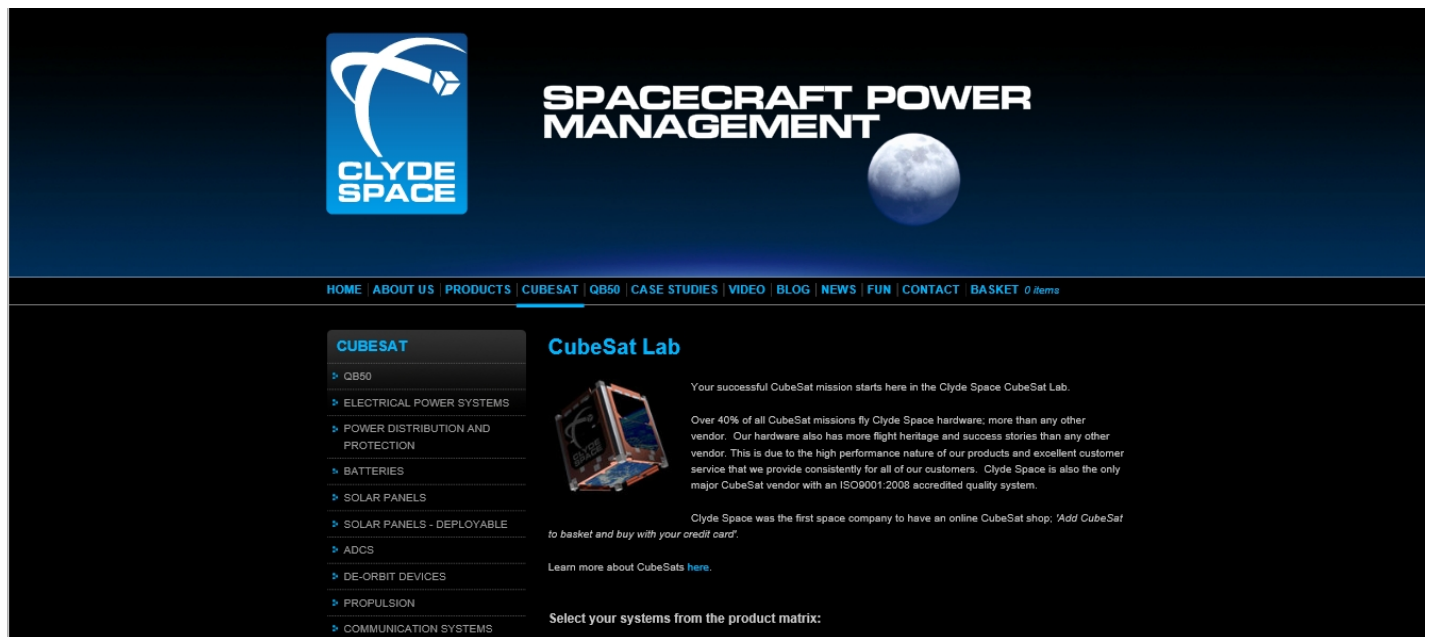 SPACECRAFT POWER
MANAGEMENT
CLYDE
SPACE
HOME | ABOUT US | PRODUCTS | CUBESAT | QB50 | CASE STUDIES | VIDEO | BLOG | NEWS | FUN | CONTACT | BASKET 0 items
CUBESAT
QB50
ELECTRICAL POWER SYSTEMS
POWER DISTRIBUTION AND
PROTECTION
BATTERIES
SOLAR PANELS
SOLAR PANELS - DEPLOYABLE
ADCS
DE-ORBIT DEVICES
PROPULSION
COMMUNICATION SYSTEMS
CubeSat Lab
CLYDE
SPACE
Your successful CubeSat mission starts here in the Clyde Space CubeSat Lab.
Over 40% of all CubeSat missions fly Clyde Space hardware; more than any other
vendor. Our hardware also has more flight heritage and success stories than any other
vendor. This is due to the high performance nature of our products and excellent customer
service that we provide consistently for all of our customers. Clyde Space is also the only
major CubeSat vendor with an ISO9001:2008 accredited quality system.
Clyde Space was the first space company to have an online CubeSat shop; 'Add CubeSat
to basket and buy with your credit card'.
Learn more about CubeSats here.
Select your systems from the product matrix: